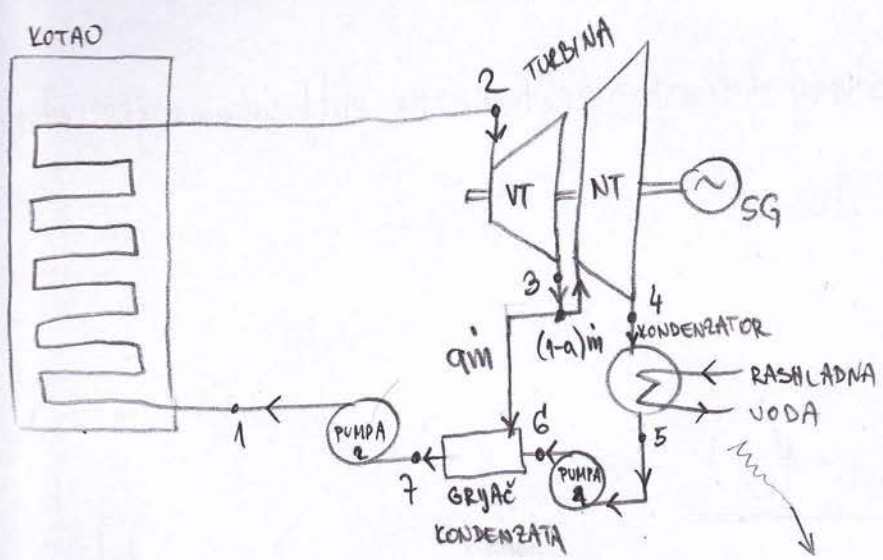 KOTAO
TURBINA
2
VT
NT
~
SG
3
4
KONDENZATOR
aṁ
(1-a)ṁ
RASHLADNA
VODA
1
PUMPA
2
7
GRIJAČ
KONDENZATA
6
PUMPA
1
5